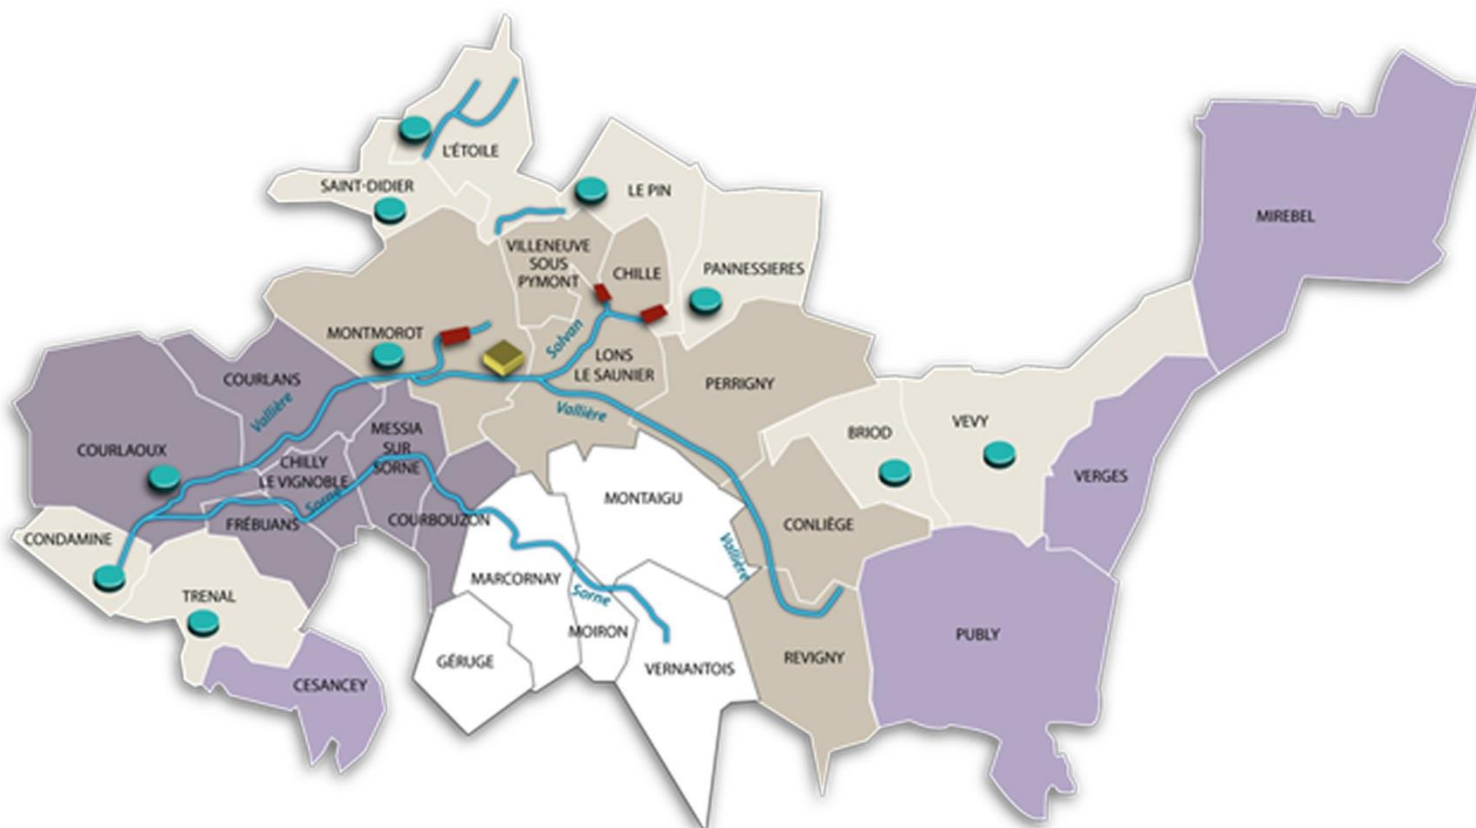 L'ÉTOILE
SAINT-DIDIER
LE PIN
MIREBEL
VILLENEUVE
SOUS
PYMONT
CHILLE
PANNESSIERES
MONTMOROT
Solvan
LONS
LE SAUNIER
COURLANS
PERRIGNY
Vallière
Vallière
MESSIA
SUR
SORNE
BRIOD
VEVY
COURLAOUX
CHILLY
LE VIGNOBLE
VERGES
Sorne
MONTAIGU
FRÉBUANS
COURBOUZON
CONLIÈGE
CONDAMINE
Vallière
MARCORNAY
Sorne
TRENAL
MOIRON
PUBLY
GÉRUGE
VERNANTOIS
REVIGNY
CESANCEY